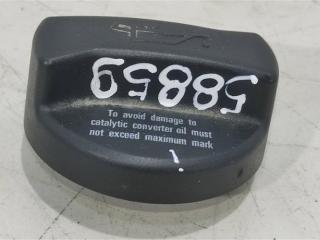 58859
To avoid damage to
catalytic converter oil must
not exceed maximum mark